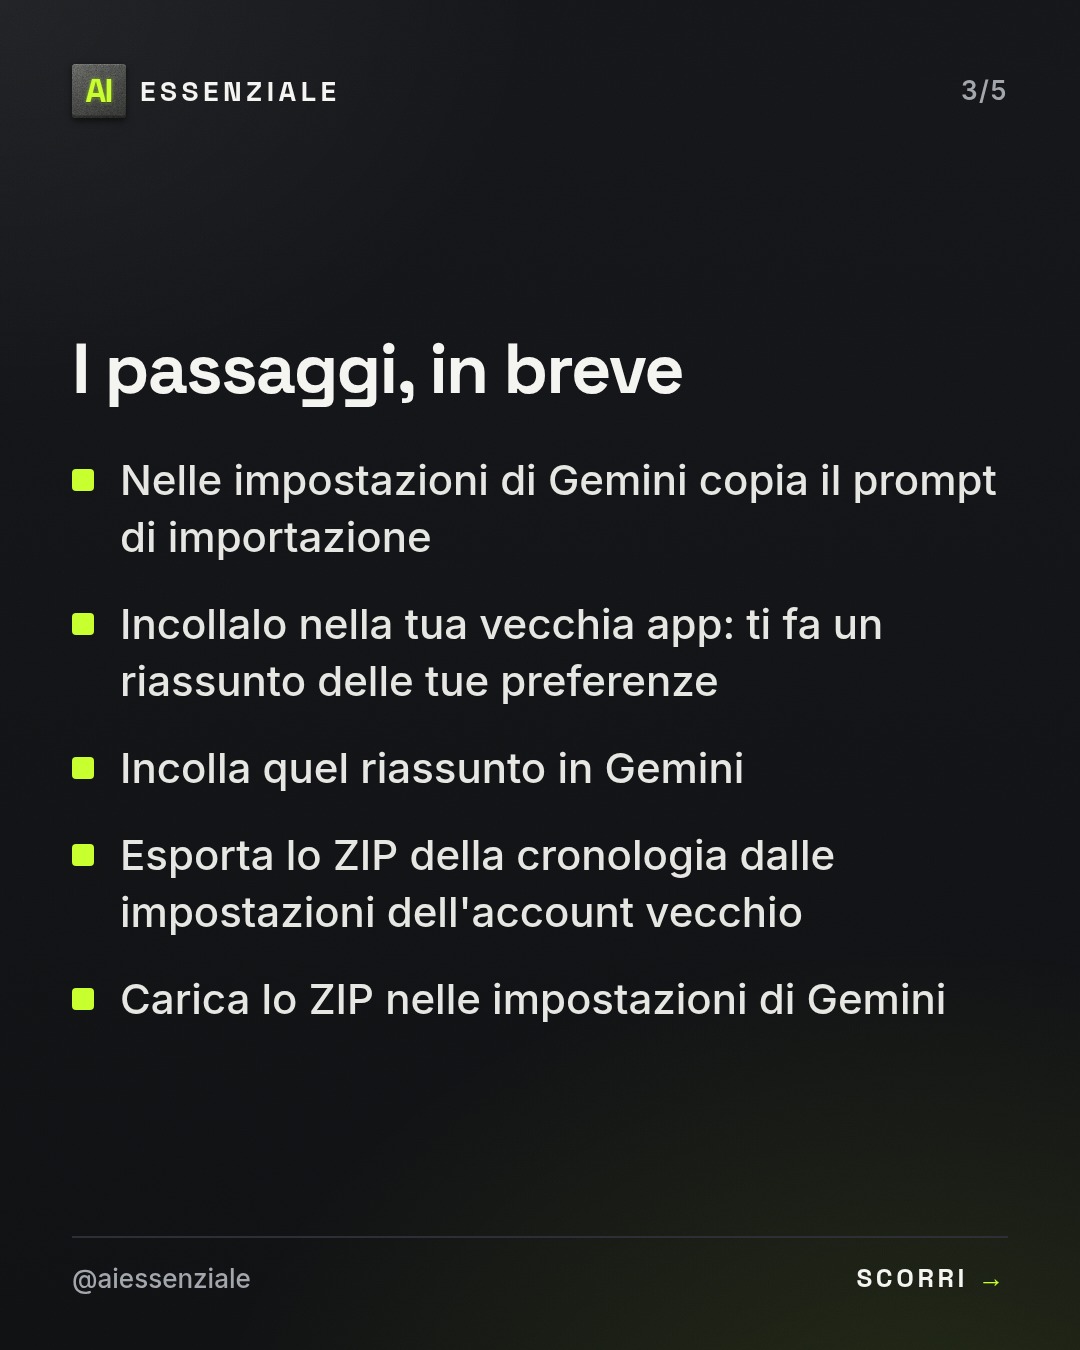 AI ESSENZIALE
3/5
I passaggi, in breve
Nelle impostazioni di Gemini copia il prompt
di importazione
Incollalo nella tua vecchia app: ti fa un
riassunto delle tue preferenze
Incolla quel riassunto in Gemini
Esporta lo ZIP della cronologia dalle
impostazioni dell'account vecchio
Carica lo ZIP nelle impostazioni di Gemini
@aiessenziale
SCORRI →